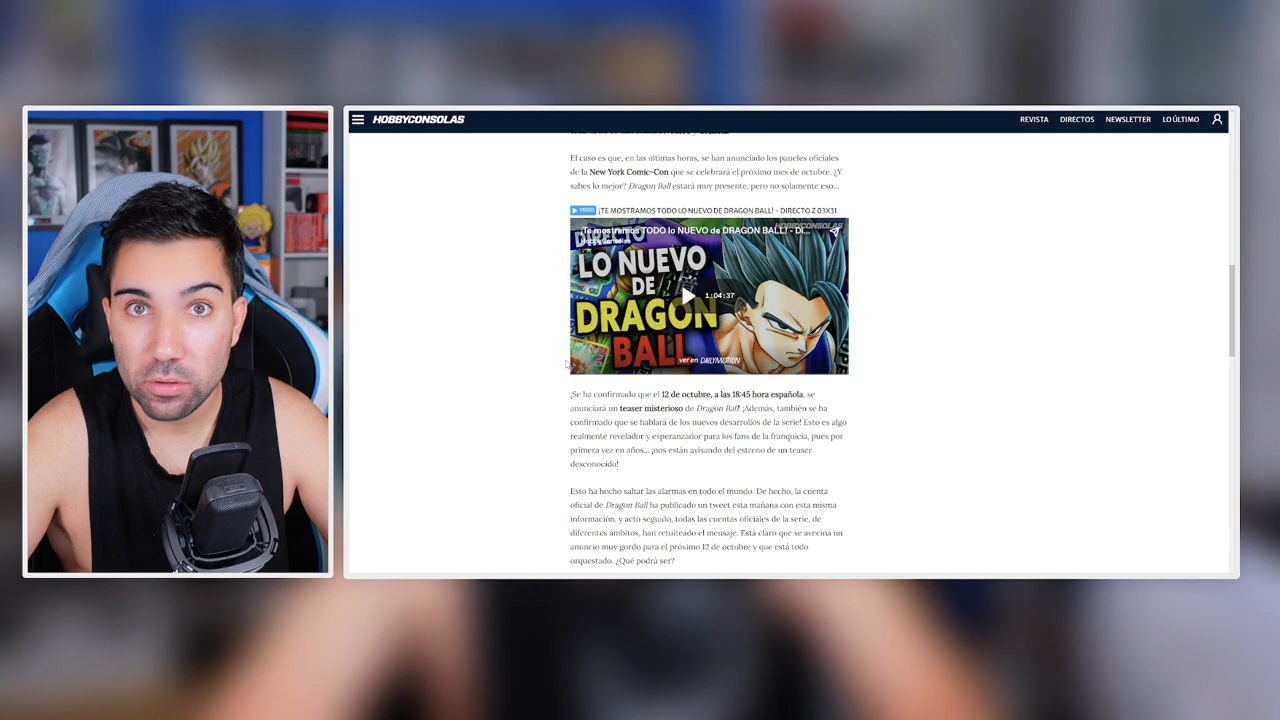 HOBBYCONSOLAS
REVISTA DIRECTOS NEWSLETTER LO ÚLTIMO
El caso es que, en las últimas horas, se han anunciado los paneles oficiales
de la New York Comic-Con que se celebrará el próximo mes de octubre. ¿Y
sabes lo mejor? Dragon Ball estará muy presente, pero no solamente eso...
VIDEO ¡TE MOSTRAMOS TODO LO NUEVO DE DRAGON BALL! - DIRECTO Z 03X31
¡Te mostramos TODO lo NUEVO de DRAGON BALL! - Di...
HobbyConsolas
HOBBYCONSOLAS
DIRECTO
LO NUEVO
DE
DRAGON
BALL
1:04:37
ver en DAILYMOTION
¡Se ha confirmado que el 12 de octubre, a las 18:45 hora española, se
anunciará un teaser misterioso de Dragon Ball! ¡Además, también se ha
confirmado que se hablará de los nuevos desarrollos de la serie! Esto es algo
realmente revelador y esperanzador para los fans de la franquicia, pues por
primera vez en años... ¡nos están avisando del estreno de un teaser
desconocido!
Esto ha hecho saltar las alarmas en todo el mundo. De hecho, la cuenta
oficial de Dragon Ball ha publicado un tweet esta mañana con esta misma
información, y acto seguido, todas las cuentas oficiales de la serie, de
diferentes ámbitos, han retuiteado el mensaje. Está claro que se avecina un
anuncio muy gordo para el próximo 12 de octubre y que está todo
orquestado. ¿Qué podrá ser?